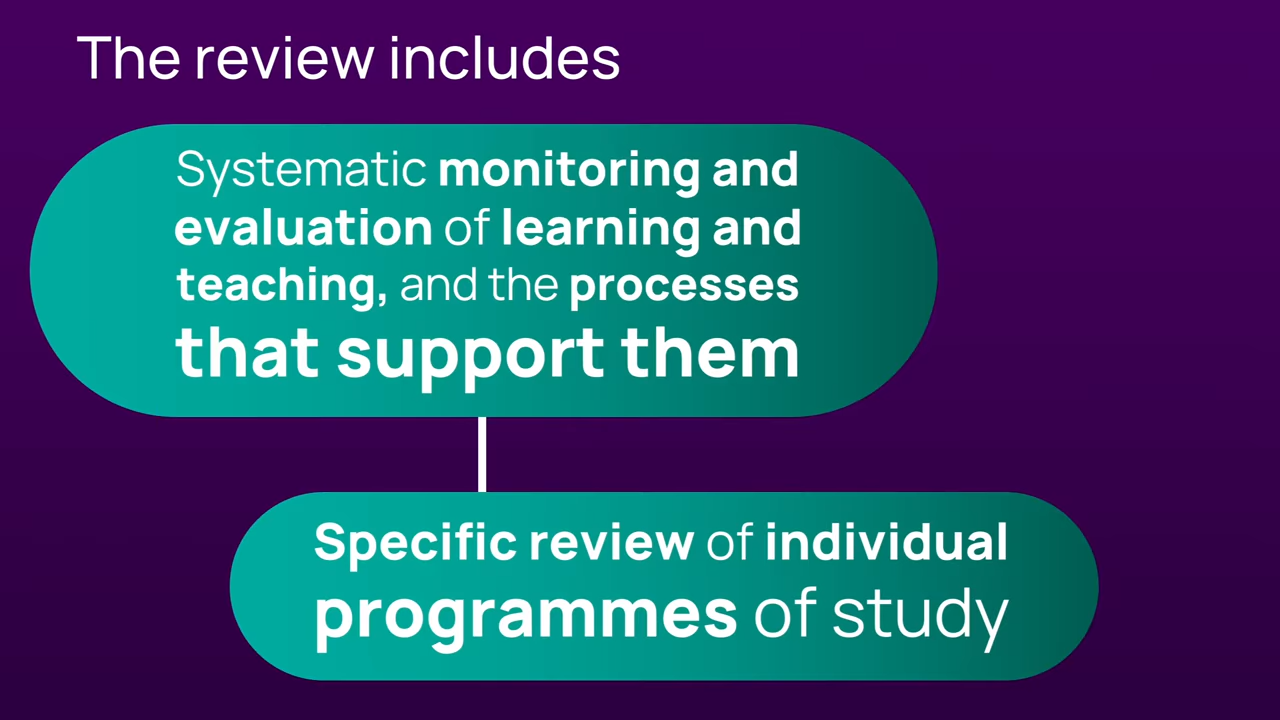 The review includes
Systematic monitoring and
evaluation of learning and
teaching, and the processes
that support them
Specific review of individual
programmes of study